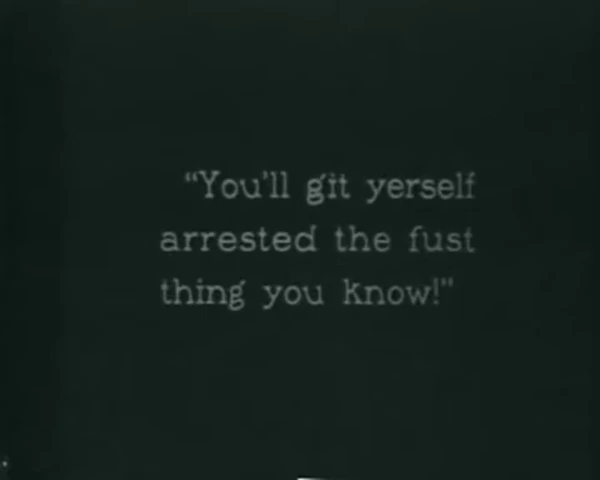 “You'll git yerself
arrested the fust
thing you know!”